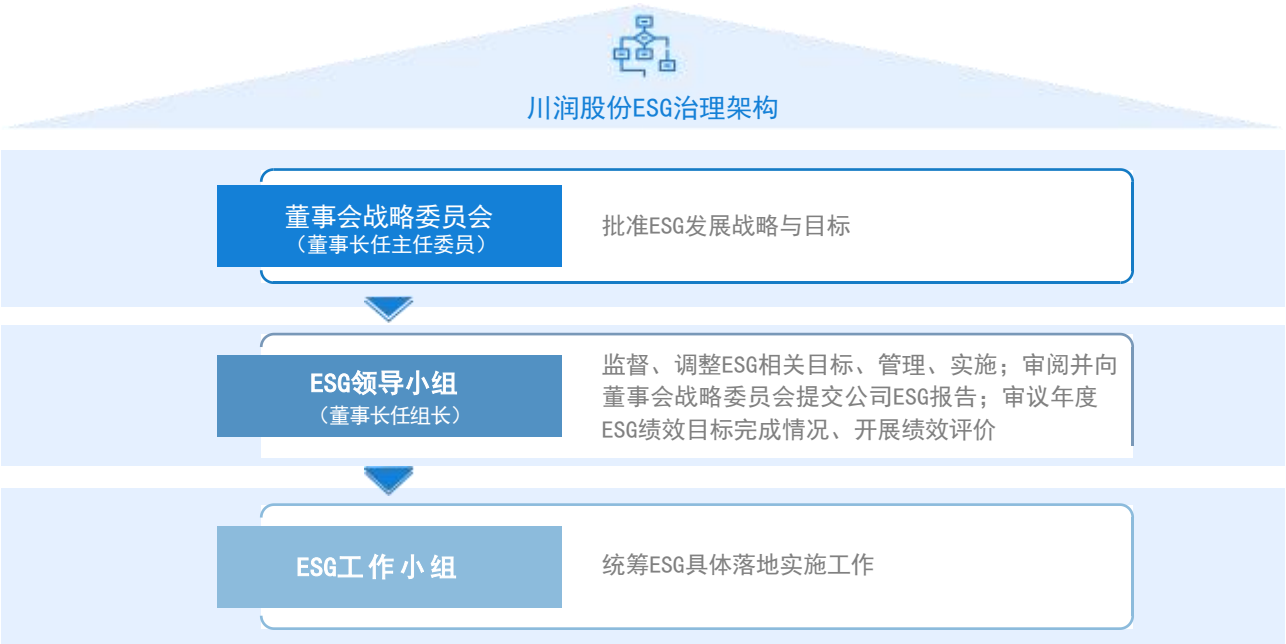 川润股份ESG治理架构
董事会战略委员会
（董事长任主任委员）
批准ESG发展战略与目标
ESG领导小组
（董事长任组长）
监督、调整ESG相关目标、管理、实施；审阅并向
董事会战略委员会提交公司ESG报告；审议年度
ESG绩效目标完成情况、开展绩效评价
ESG工作小组
统筹ESG具体落地实施工作